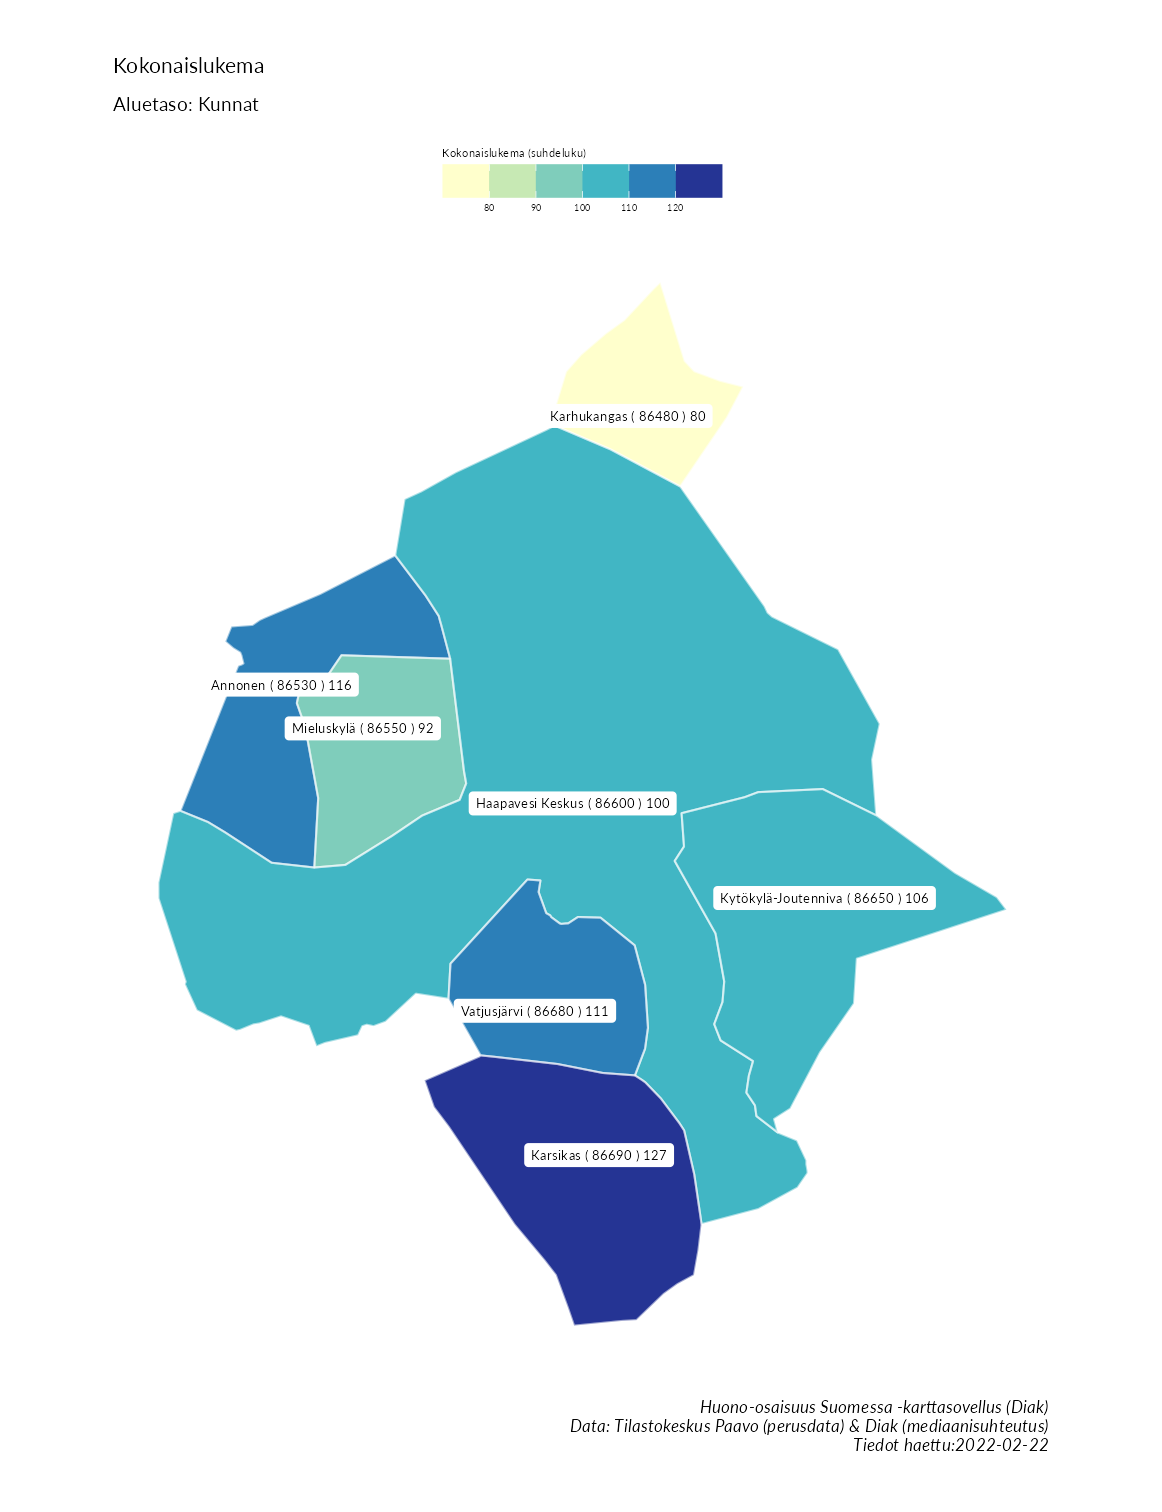 Kokonaislukema
Aluetaso: Kunnat
Kokonaislukema (suhdeluku)
80 90 100 110 120
Karhukangas ( 86480 ) 80
Annonen ( 86530 ) 116
Mieluskylä ( 86550 ) 92
Haapavesi Keskus ( 86600 ) 100
Kytökylä-Joutenniva ( 86650 ) 106
Vatjusjärvi ( 86680 ) 111
Karsikas ( 86690 ) 127
Huono-osaisuus Suomessa -karttasovellus (Diak)
Data: Tilastokeskus Paavo (perusdata) & Diak (mediaanisuhteutus)
Tiedot haettu:2022-02-22